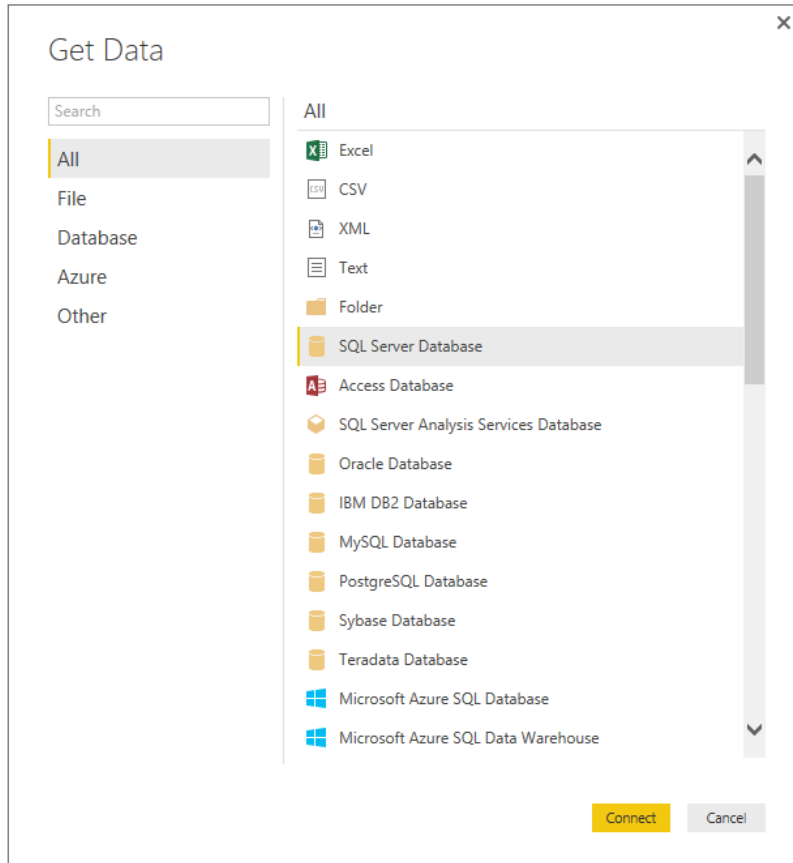 Get Data
Search
All
File
Database
Azure
Other
All
Excel
CSV
XML
Text
Folder
SQL Server Database
Access Database
SQL Server Analysis Services Database
Oracle Database
IBM DB2 Database
MySQL Database
PostgreSQL Database
Sybase Database
Teradata Database
Microsoft Azure SQL Database
Microsoft Azure SQL Data Warehouse
Connect Cancel